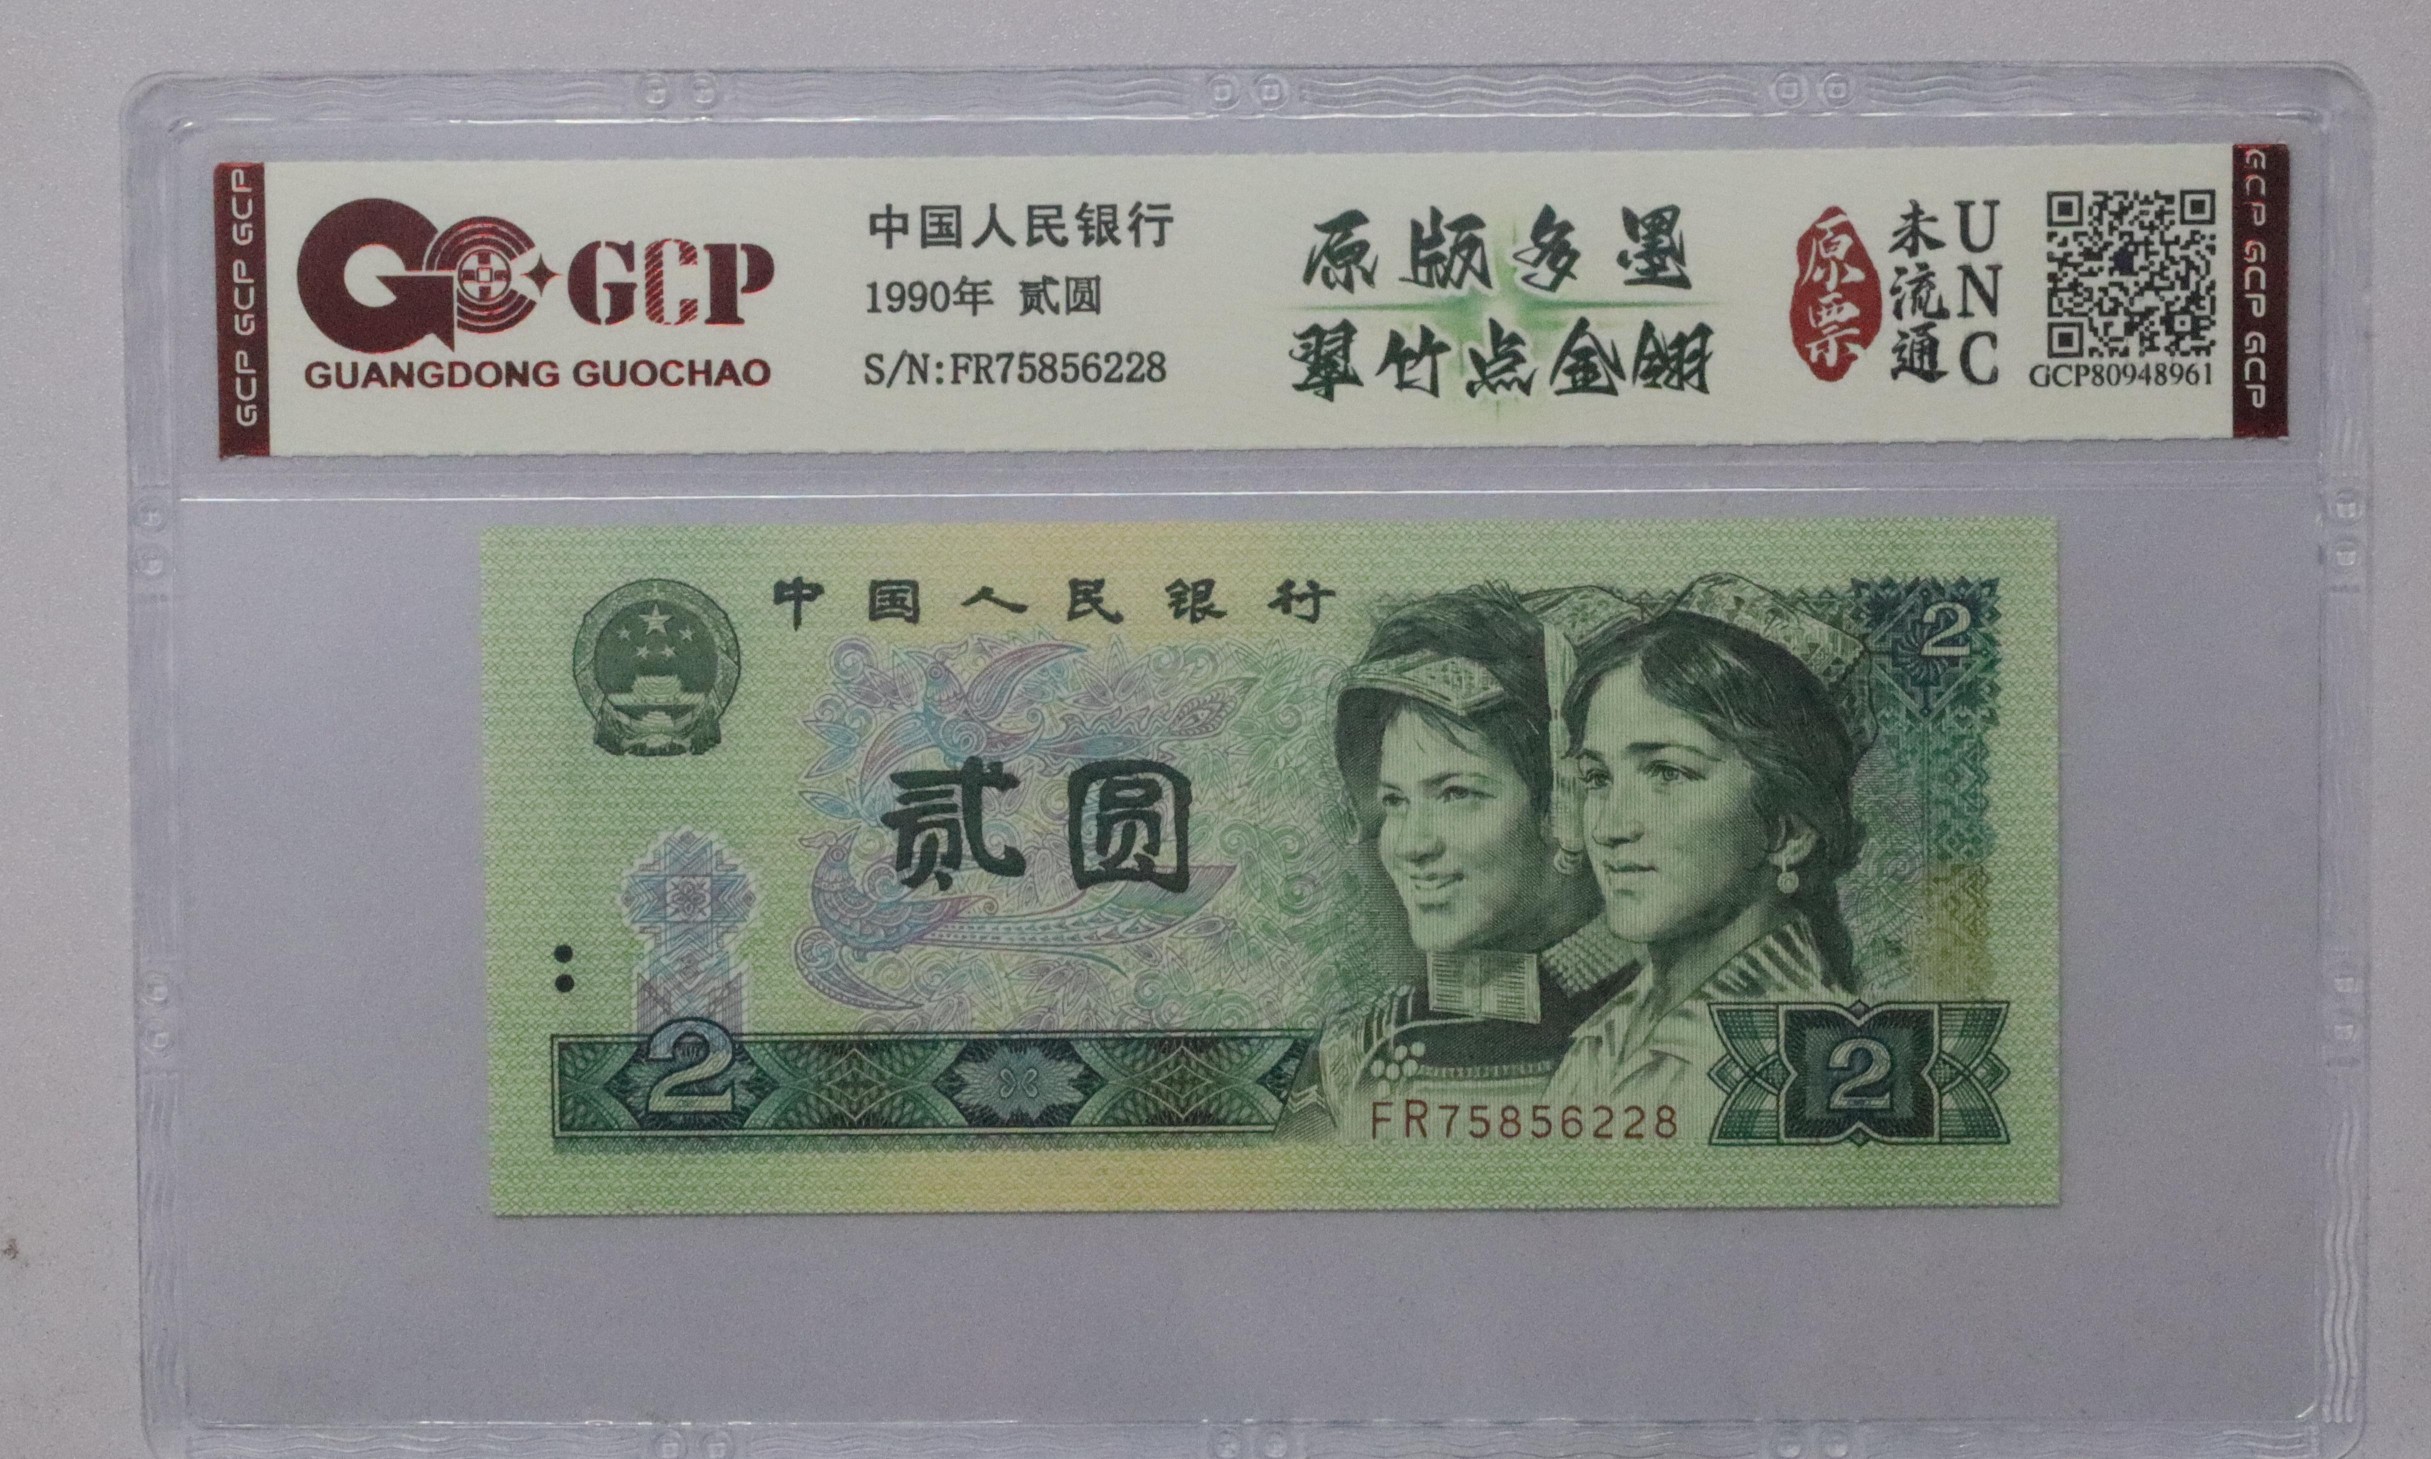 GCP GCP GCP
GCP
GUANGDONG GUOCHAO
中国人民银行
1990年 贰圆
S/N:FR75856228
原版多墨
翠竹点金翎
原票
未流通
UNC
GCP80948961
GCP GCP GCP
中国人民银行
2
贰圆
2
FR75856228
2